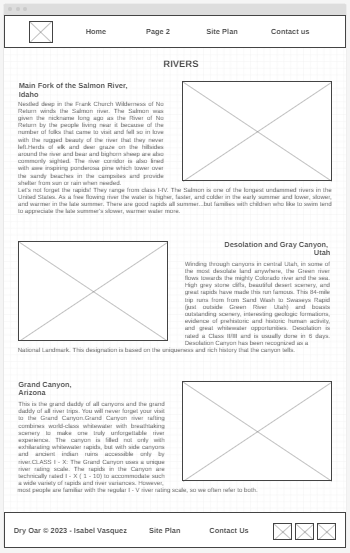 Home Page 2 Site Plan Contact us
RIVERS
Main Fork of the Salmon River,
Idaho
Nestled deep in the Frank Church Wilderness of No
Return winds the Salmon river. The Salmon was
given the nickname long ago as the River of No
Return by the people living near it because of the
number of folks that came to visit and fell so in love
with the rugged beauty of the river that they never
left.Herds of elk and deer graze on the hillsides
around the river and bear and bighorn sheep are also
commonly sighted. The river corridor is also lined
with awe inspiring ponderosa pine which tower over
the sandy beaches in the campsites and provide
shelter from sun or rain when needed.
Let's not forget the rapids! They range from class I-IV. The Salmon is one of the longest undammed rivers in the
United States. As a free flowing river the water is higher, faster, and colder in the early summer and lower, slower,
and warmer in the late summer. There are good rapids all summer...but families with children who like to swim tend
to appreciate the late summer's slower, warmer water more.
Desolation and Gray Canyon,
Utah
Winding through canyons in central Utah, in some of
the most desolate land anywhere, the Green river
flows towards the mighty Colorado river and the sea.
High grey stone cliffs, beautiful desert scenery, and
great rapids have made this run famous. This 84-mile
trip runs from from Sand Wash to Swaseys Rapid
(just outside Green River Utah) and boasts
outstanding scenery, interesting geologic formations,
evidence of prehistoric and historic human activity,
and great whitewater opportunities. Desolation is
rated a Class II/III and is usually done in 6 days.
Desolation Canyon has been recognized as a
National Landmark. This designation is based on the uniqueness and rich history that the canyon tells.
Grand Canyon,
Arizona
This is the grand daddy of all canyons and the grand
daddy of all river trips. You will never forget your visit
to the Grand Canyon.Grand Canyon river rafting
combines world-class whitewater with breathtaking
scenery to make one truly unforgettable river
experience. The canyon is filled not only with
exhilarating whitewater rapids, but with side canyons
and ancient indian ruins accessible only by
river.CLASS I - X: The Grand Canyon uses a unique
river rating scale. The rapids in the Canyon are
technically rated I - X ( 1 - 10) to accommodate such
a wide variety of rapids and river variances. However,
most people are familiar with the regular I - V river rating scale, so we often refer to both.
Dry Oar © 2023 - Isabel Vasquez Site Plan Contact Us